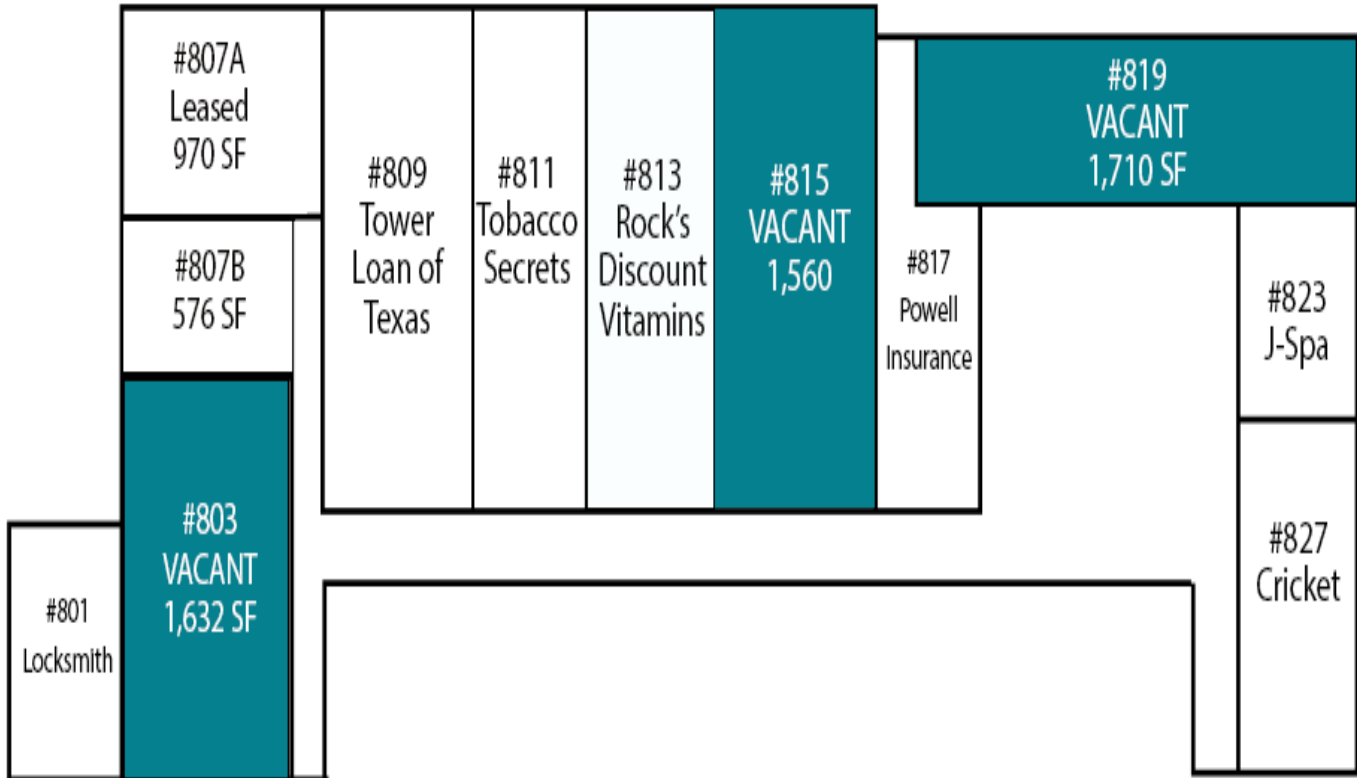 #807A
Leased
970 SF
#807B
576 SF
#803
VACANT
1,632 SF
#801
Locksmith
#809
Tower
Loan of
Texas
#811
Tobacco
Secrets
#813
Rock's
Discount
Vitamins
#815
VACANT
1,560
#817
Powell
Insurance
#819
VACANT
1,710 SF
#823
J-Spa
#827
Cricket